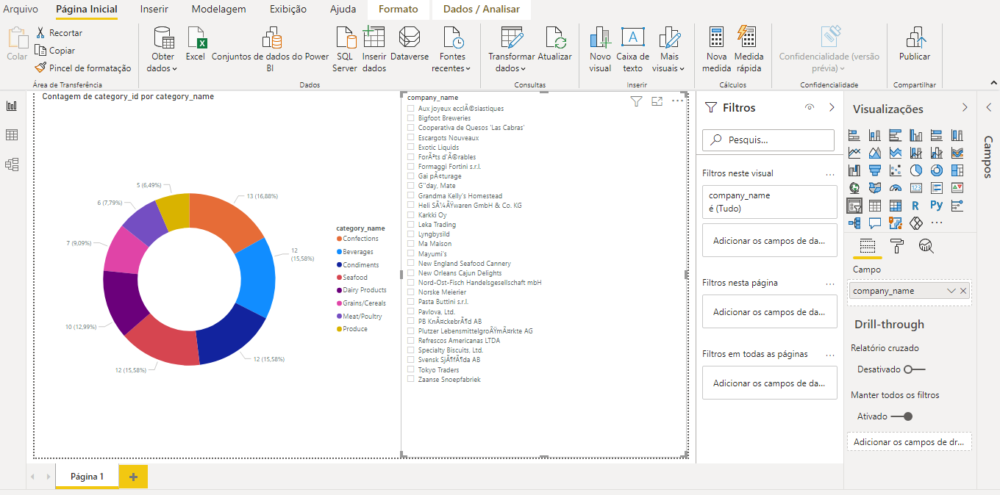 Arquivo
Página Inicial
Inserir
Modelagem
Exibição
Ajuda
Formato
Dados / Analisar
Colar
Recortar
Copiar
Pincel de formatação
Área de Transferência
Obter
dados
Excel
Conjuntos de dados do Power
BI
SQL
Server
Inserir
dados
Dataverse
Fontes
recentes
Dados
Transformar
dados
Atualizar
Consultas
Novo
visual
A
Caixa de
texto
Mais
visuais
Inserir
Nova
medida
Medida
rápida
Cálculos
Confidencialidade (versão
prévia)
Confidencialidade
Publicar
Compartilhar
Contagem de category_id por category_name
5 (6,49%)
13 (16,88%)
6 (7,79%)
7 (9,09%)
12
(15,58%)
10 (12,99%)
12 (15,58%)
12 (15,58%)
category_name
Confections
Beverages
Condiments
Seafood
Dairy Products
Grains/Cereals
Meat/Poultry
Produce
company_name
Aux joyeux ecclÃ©siastiques
Bigfoot Breweries
Cooperativa de Quesos 'Las Cabras'
Escargots Nouveaux
Exotic Liquids
ForÃªts d'Ã©rables
Formaggi Fortini s.r.l.
Gai pÃ¢turage
G''day, Mate
Grandma Kelly's Homestead
Heli SÃ¼ÃŸwaren GmbH & Co. KG
Karkki Oy
Leka Trading
Lyngbysild
Ma Maison
Mayumi's
New England Seafood Cannery
New Orleans Cajun Delights
Nord-Ost-Fisch Handelsgesellschaft mbH
Norske Meierier
Pasta Buttini s.r.l.
Pavlova, Ltd.
PB KnÃ¤ckebrÃ¶d AB
Plutzer LebensmittelgroÃŸmÃ¤rkte AG
Refrescos Americanas LTDA
Specialty Biscuits, Ltd.
Svensk SjÃ¶fÃ¶da AB
Tokyo Traders
Zaanse Snoepfabriek
Filtros
Pesquis...
Filtros neste visual
company_name
é (Tudo)
Adicionar os campos de da...
Filtros nesta página
Adicionar os campos de da...
Filtros em todas as páginas
Adicionar os campos de da...
Visualizações
123
R
Py
Campo
company_name
Drill-through
Relatório cruzado
Desativado
Manter todos os filtros
Ativado
Adicionar os campos de dr...
Campos
Página 1